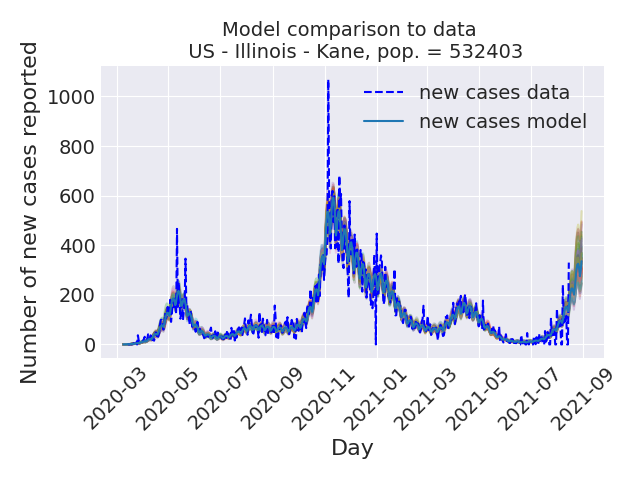 Model comparison to data
US - Illinois - Kane, pop. = 532403
Number of new cases reported
1000
800
600
400
200
0
new cases data
new cases model
2020-03
2020-05
2020-07
2020-09
2020-11
2021-01
2021-03
2021-05
2021-07
2021-09
Day